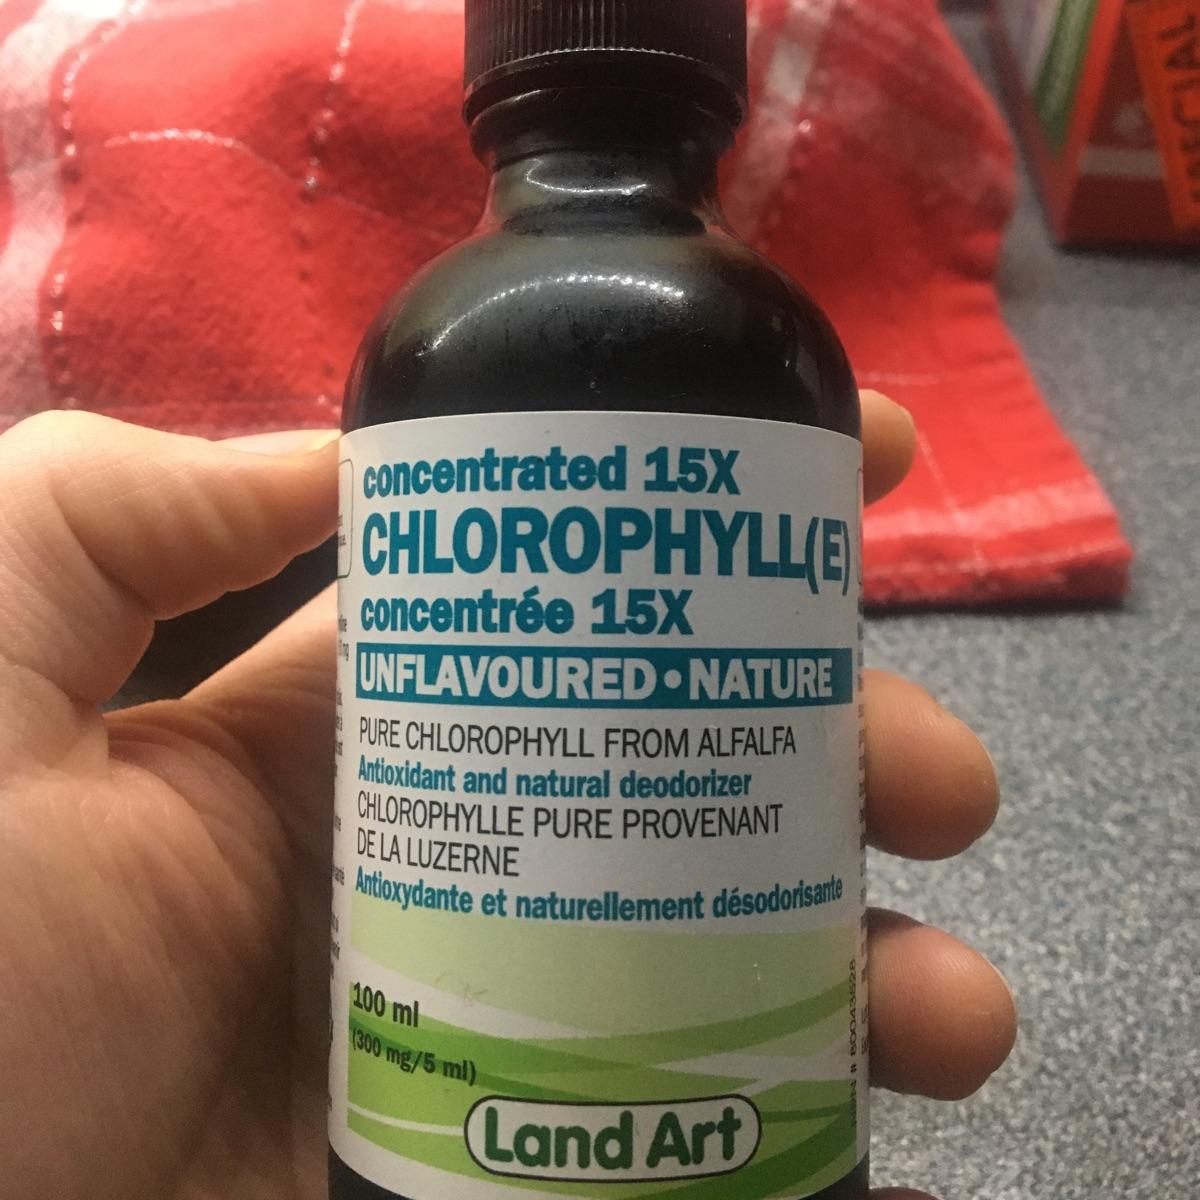 concentrated 15X
CHLOROPHYLL(E)
concentrée 15X
UNFLAVOURED • NATURE
PURE CHLOROPHYLL FROM ALFALFA
Antioxidant and natural deodorizer
CHLOROPHYLLE PURE PROVENANT
DE LA LUZERNE
Antioxydante et naturellement désodorisante
100 ml
(300 mg/5 ml)
Land Art
SPECIAL